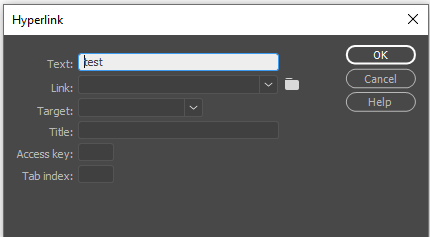 Hyperlink
Text: test
OK
Link:
Cancel
Target:
Help
Title:
Access key:
Tab index: